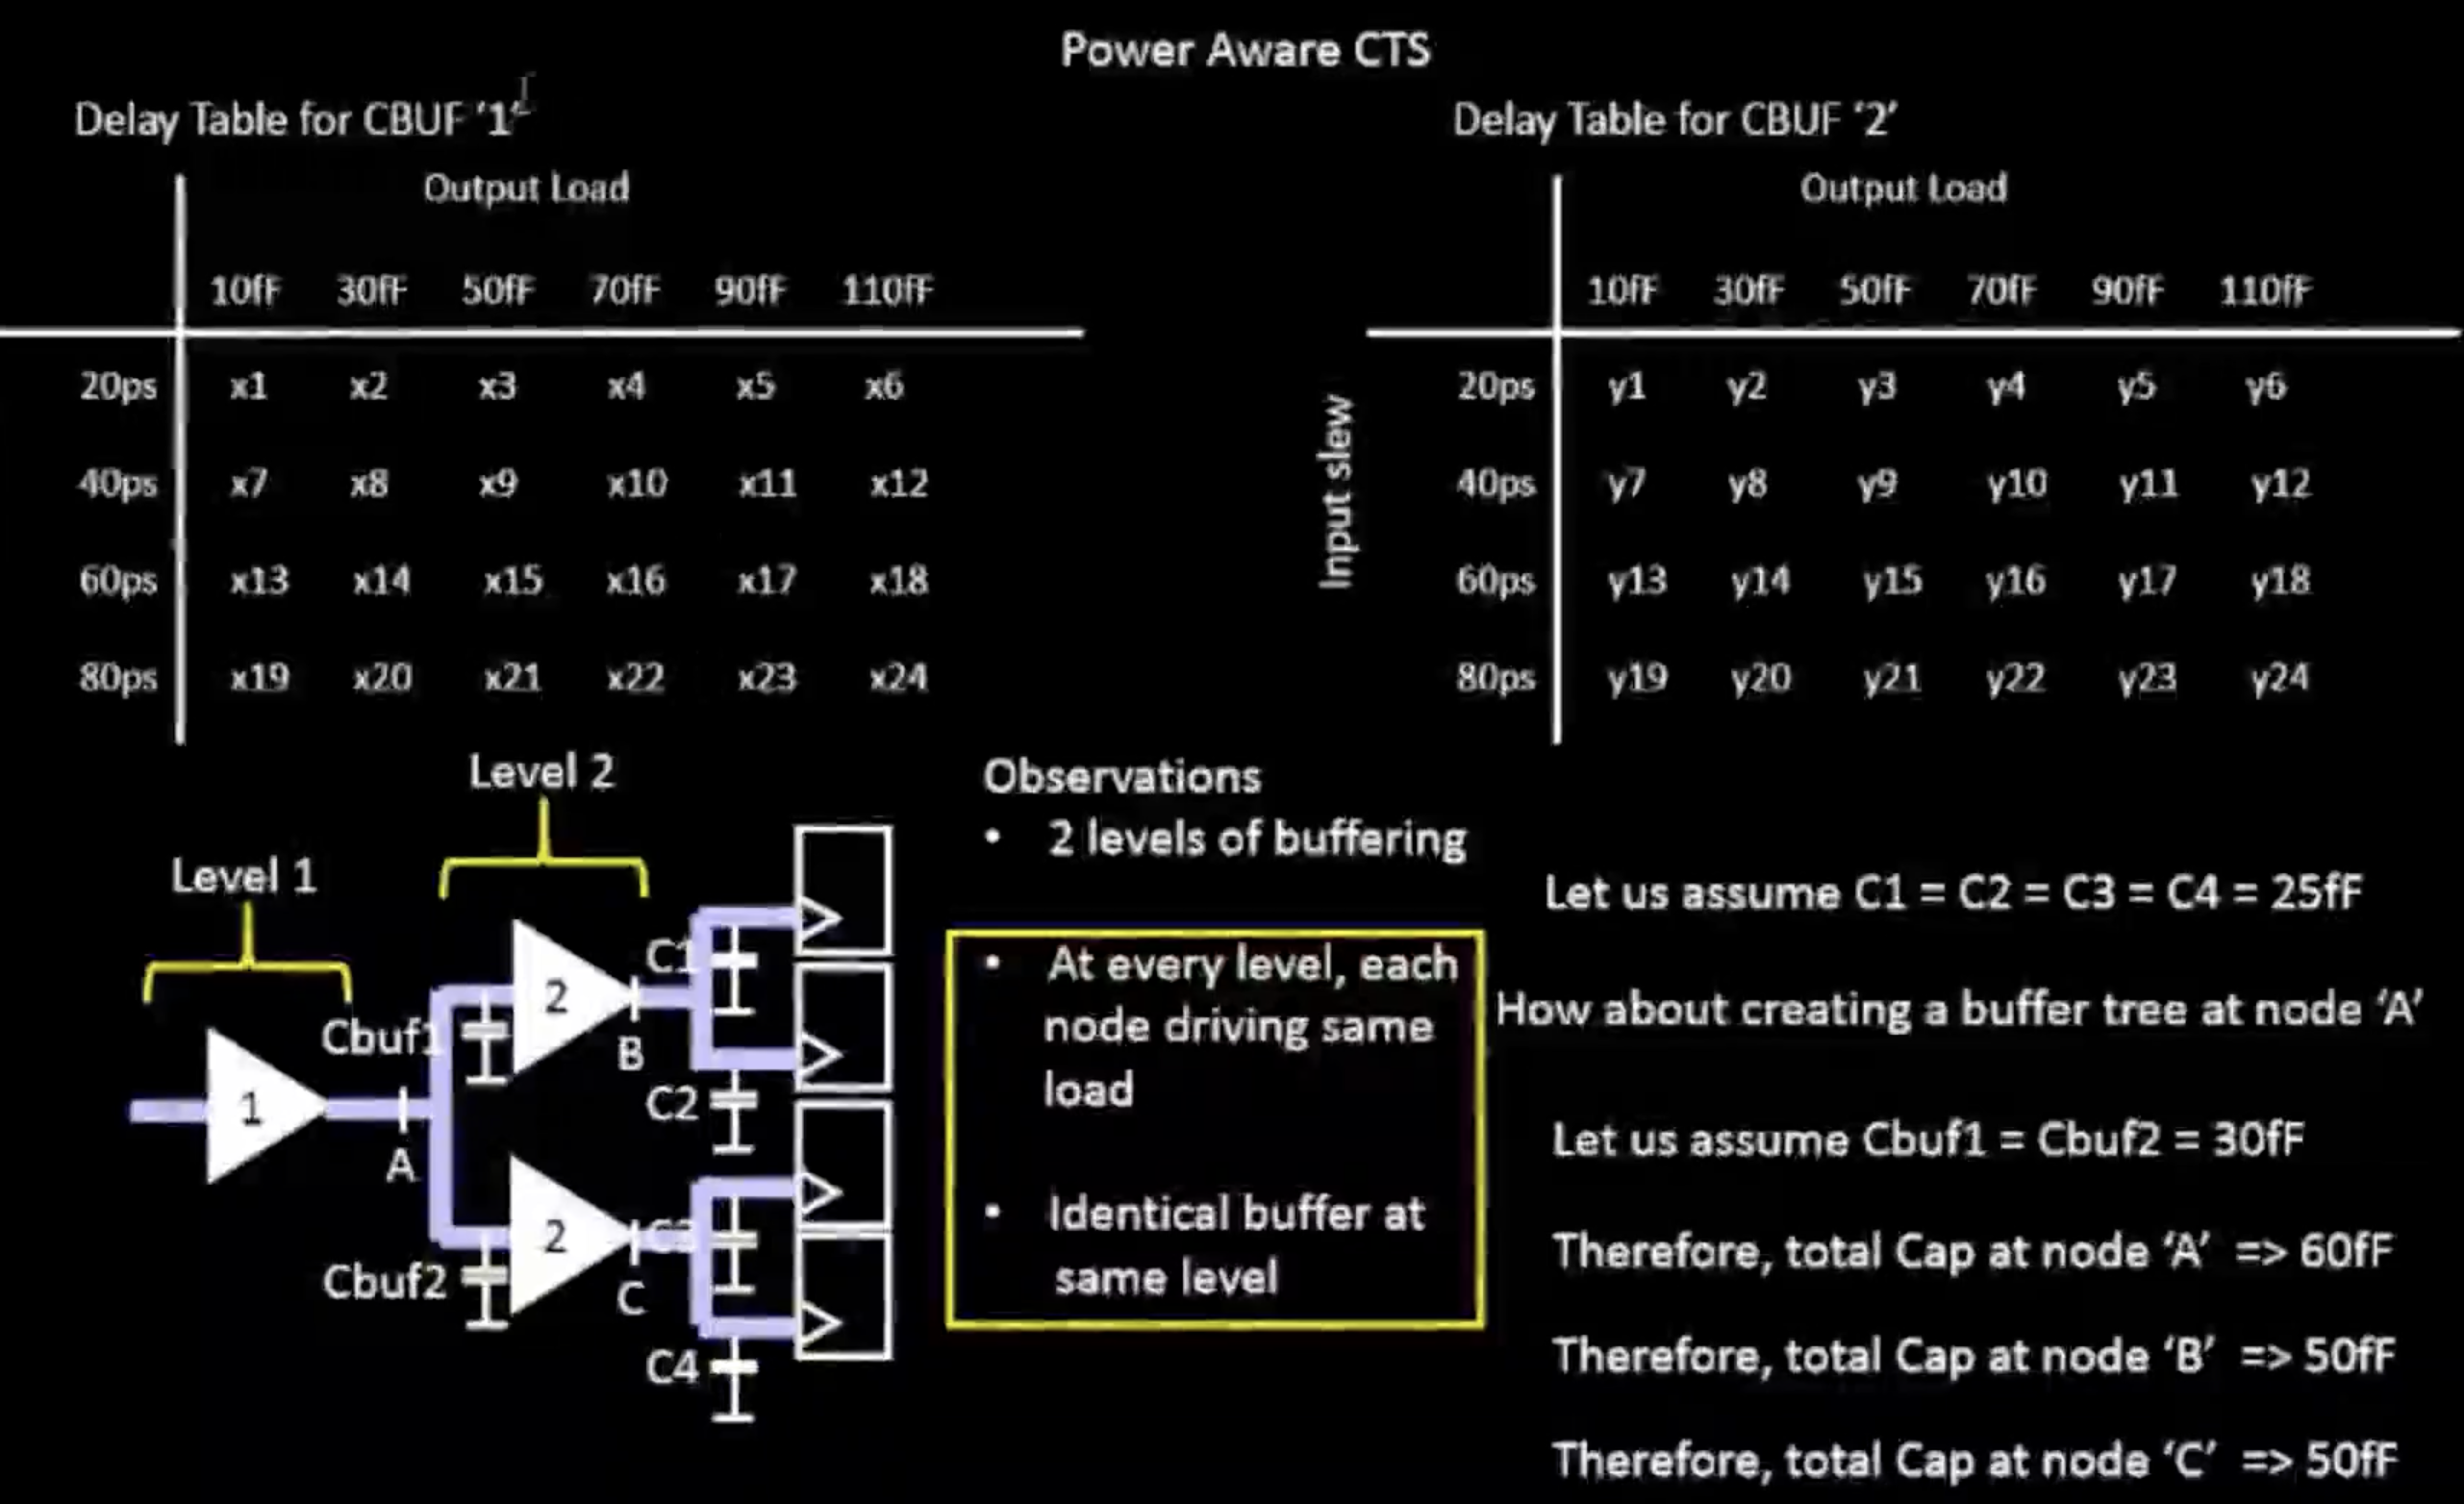 Power Aware CTS
Delay Table for CBUF '1'
Output Load
10fF 30fF 50fF 70fF 90fF 110fF
20ps x1 x2 x3 x4 x5 x6
40ps x7 x8 x9 x10 x11 x12
60ps x13 x14 x15 x16 x17 x18
80ps x19 x20 x21 x22 x23 x24
Delay Table for CBUF '2'
Output Load
Input slew
10fF 30fF 50fF 70fF 90fF 110fF
20ps y1 y2 y3 y4 y5 y6
40ps y7 y8 y9 y10 y11 y12
60ps y13 y14 y15 y16 y17 y18
80ps y19 y20 y21 y22 y23 y24
Level 2
Level 1
C1
2
Cbuf1
B
C2
1
A
2
C3
Cbuf2
C
C4
Observations
• 2 levels of buffering
• At every level, each
node driving same
load
• Identical buffer at
same level
Let us assume C1 = C2 = C3 = C4 = 25fF
How about creating a buffer tree at node 'A'
Let us assume Cbuf1 = Cbuf2 = 30fF
Therefore, total Cap at node 'A' => 60fF
Therefore, total Cap at node 'B' => 50fF
Therefore, total Cap at node 'C' => 50fF